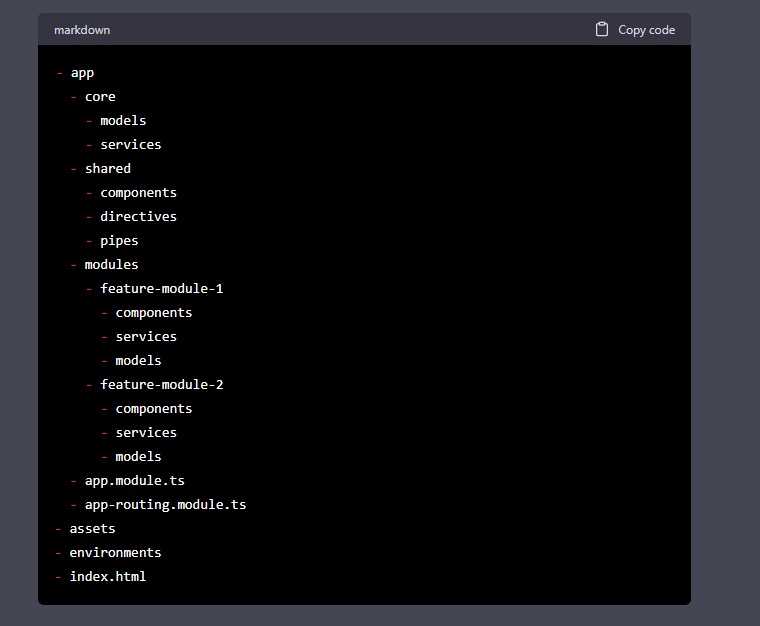 markdown Copy code
- app
- core
- models
- services
- shared
- components
- directives
- pipes
- modules
- feature-module-1
- components
- services
- models
- feature-module-2
- components
- services
- models
- app.module.ts
- app-routing.module.ts
- assets
- environments
- index.html